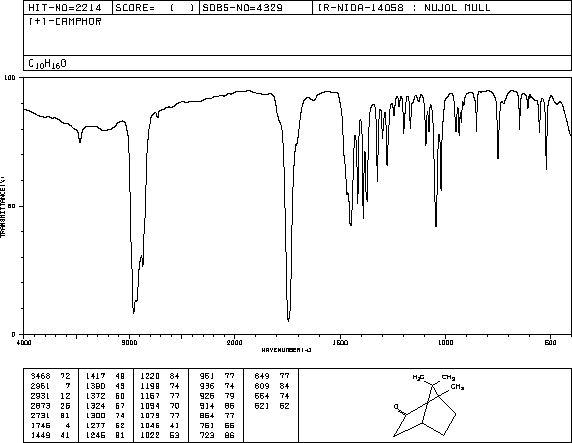 HIT-NO=2214 SCORE= ( ) SDBS-NO=4329 IR-NIDA-14058 : NUJOL MULL
(+)-CAMPHOR
C10H16O
100
50
0
TRANSMITTANCE(%)
4000 3000 2000 1500 1000 500
WAVENUMBER(-1)
3468 72 1417 48 1220 84 951 77 649 77
2961 7 1390 43 1198 74 936 74 609 84
2931 12 1372 60 1167 77 926 79 554 74
2873 26 1324 67 1094 70 914 86 521 62
2731 81 1300 74 1079 77 854 77
1746 4 1277 62 1046 41 751 66
1449 41 1245 81 1022 53 723 86
H3C CH3
CH3
O